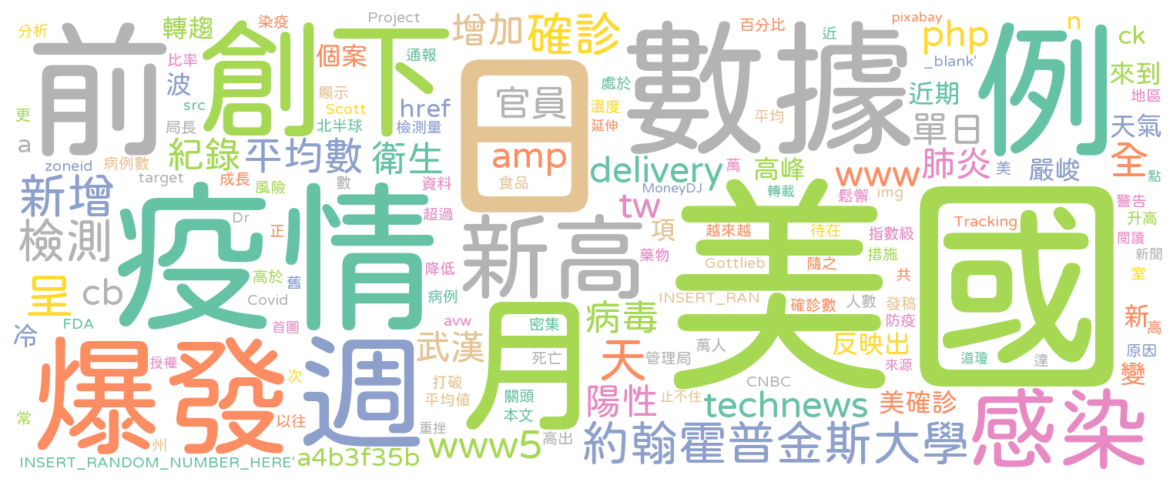 分析
轉趨
染疫
Project
增加
確診
近
百分比
pixabay
n
ck
前
創下
比率
個案
通報
日
數據
php
_blank'
例
波
src
顯示
Scott
href
官員
處於
溫度
近期
來到
地區
更
局長
北半球
檢測量
延伸
平均
單日
天氣
a
紀錄
平均數
衛生
amp
zoneid
病例數
食品
delivery
萬
高峰
www
肺炎
美
嚴峻
全
點
target
成長
風險
數
資料
MoneyDJ
轉載
鬆懈
img
新增
疫情
Dr
正
超過
新高
tw
項
美國
警告
越來越
待在
指數級
Tracking
升高
檢測
藥物
Gottlieb
隨之
措施
閱讀
高於
舊
降低
新聞
呈
cb
Covid
病例
INSERT_RAN
確診數
人數
共
發稿
室
冷
FDA
首圖
avw
月
密集
病毒
防疫
新
高
爆發
週
武漢
死亡
天
管理局
萬人
反映出
來源
道瓊
達
原因
授權
次
打破
平均值
關頭
本文
陽性
止不住
CNBC
technews
美確診
變
感染
常
州
以往
重挫
www5
高出
約翰霍普金斯大學
INSERT_RANDOM_NUMBER_HERE'
a4b3f35b